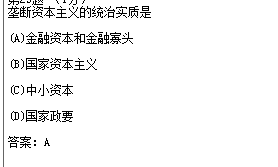 垄断资本主义的统治实质是
(A)金融资本和金融寡头
(B)国家资本主义
(C)中小资本
(D)国家政要
答案：A